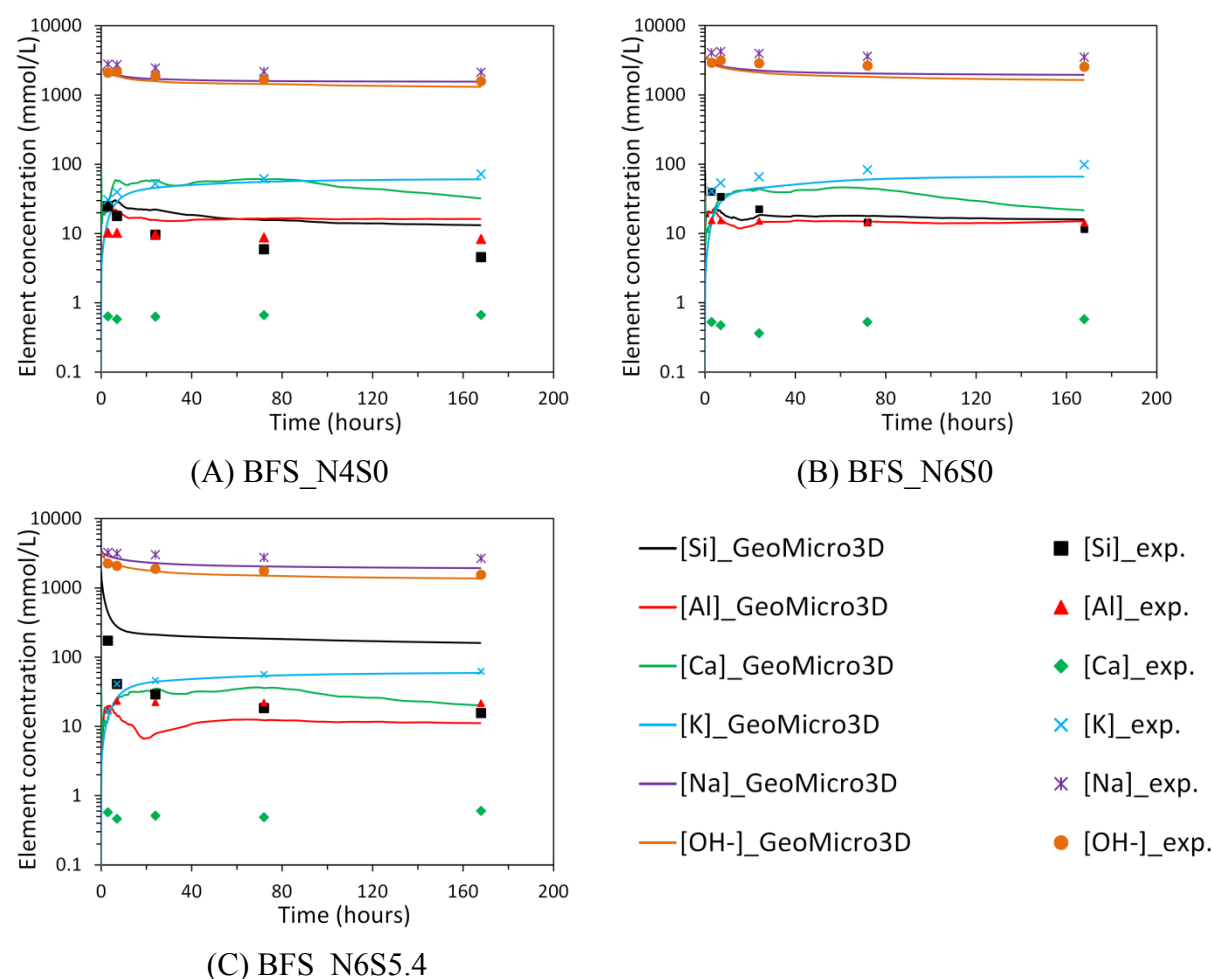 Element concentration (mmol/L)
10000
1000
100
10
1
0.1
0
40
80
120
160
200
Time (hours)
(A) BFS_N4S0
Element concentration (mmol/L)
10000
1000
100
10
1
0.1
0
40
80
120
160
200
Time (hours)
(B) BFS_N6S0
Element concentration (mmol/L)
10000
1000
100
10
1
0.1
0
40
80
120
160
200
Time (hours)
(C) BFS_N6S5.4
[Si]_GeoMicro3D
[Si]_exp.
[Al]_GeoMicro3D
[Al]_exp.
[Ca]_GeoMicro3D
[Ca]_exp.
[K]_GeoMicro3D
[K]_exp.
[Na]_GeoMicro3D
[Na]_exp.
[OH-]_GeoMicro3D
[OH-]_exp.